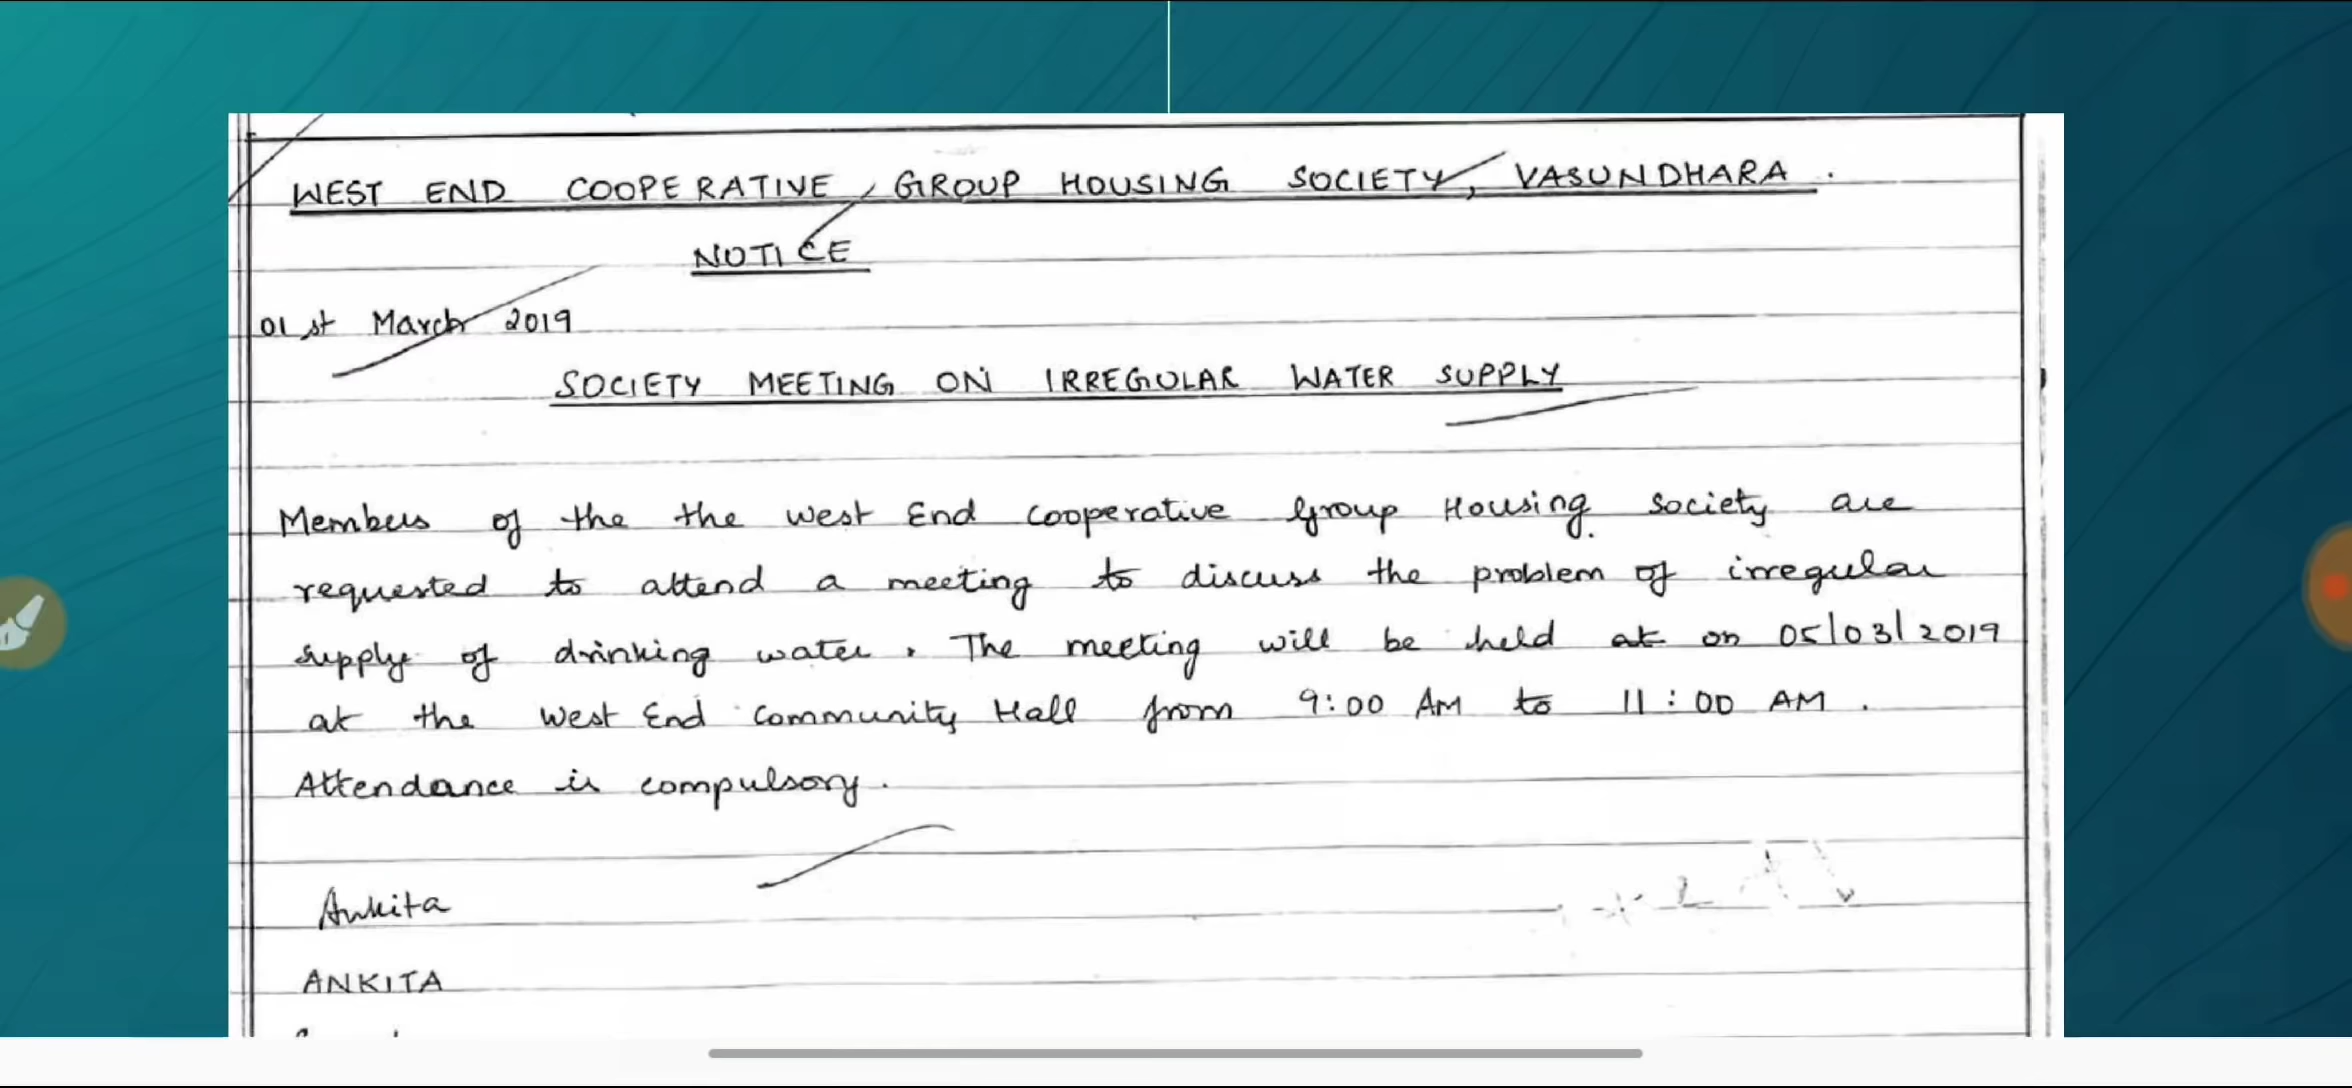 WEST END COOPERATIVE GROUP HOUSING SOCIETY, VASUNDHARA.
NOTICE
01st March 2019
SOCIETY MEETING ON IRREGULAR WATER SUPPLY
Members of the the West End Cooperative Group Housing Society are
requested to attend a meeting to discuss the problem of irregular
supply of drinking water. The meeting will be held at on 05/03/2019
at the West End Community Hall from 9:00 AM to 11:00 AM.
Attendance is compulsory.
Ankita
ANKITA